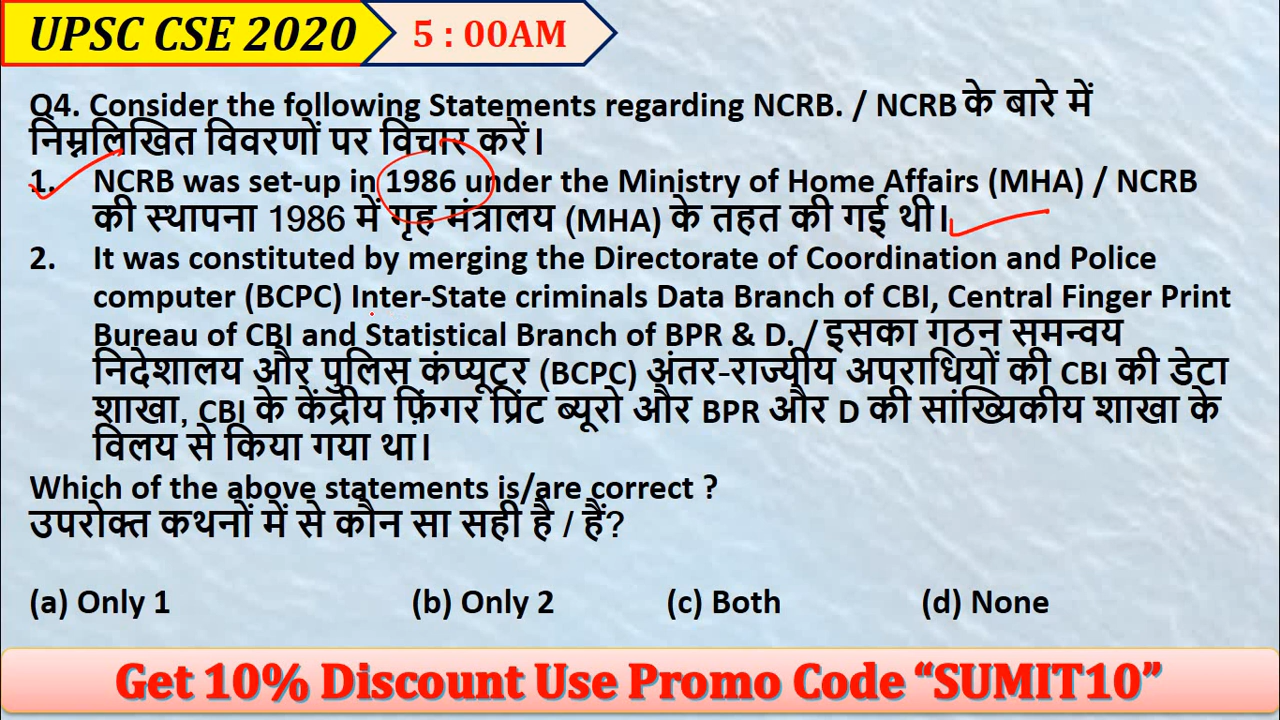 UPSC CSE 2020
5 : 00AM
Q4. Consider the following Statements regarding NCRB. / NCRB के बारे में
निम्नलिखित विवरणों पर विचार करें।
1. NCRB was set-up in 1986 under the Ministry of Home Affairs (MHA) / NCRB
की स्थापना 1986 में गृह मंत्रालय (MHA) के तहत की गई थी।
2. It was constituted by merging the Directorate of Coordination and Police
computer (BCPC) Inter-State criminals Data Branch of CBI, Central Finger Print
Bureau of CBI and Statistical Branch of BPR & D. / इसका गठन समन्वय
निदेशालय और पुलिस कंप्यूटर (BCPC) अंतर-राज्यीय अपराधियों की CBI की डेटा
शाखा, CBI के केंद्रीय फ़िंगर प्रिंट ब्यूरो और BPR और D की सांख्यिकीय शाखा के
विलय से किया गया था।
Which of the above statements is/are correct ?
उपरोक्त कथनों में से कौन सा सही है / हैं?
(a) Only 1 (b) Only 2 (c) Both (d) None
Get 10% Discount Use Promo Code “SUMIT10”